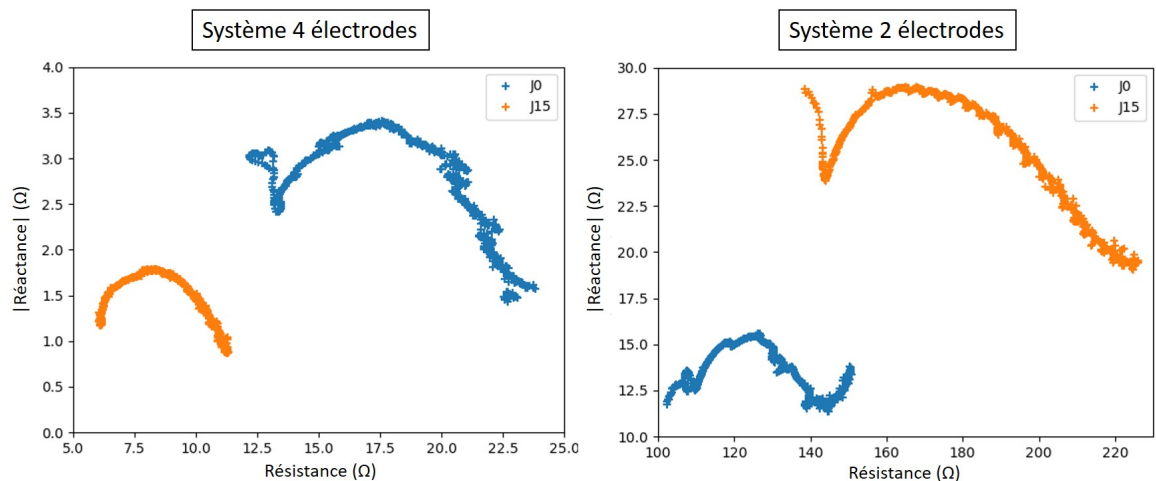 Système 4 électrodes
Système 2 électrodes
4.0
3.5
3.0
2.5
2.0
1.5
1.0
0.5
0.0
|Réactance| (Ω)
J0
J15
5.0 7.5 10.0 12.5 15.0 17.5 20.0 22.5 25.0
Résistance (Ω)
30.0
27.5
25.0
22.5
20.0
17.5
15.0
12.5
10.0
|Réactance| (Ω)
J0
J15
100 120 140 160 180 200 220
Résistance (Ω)